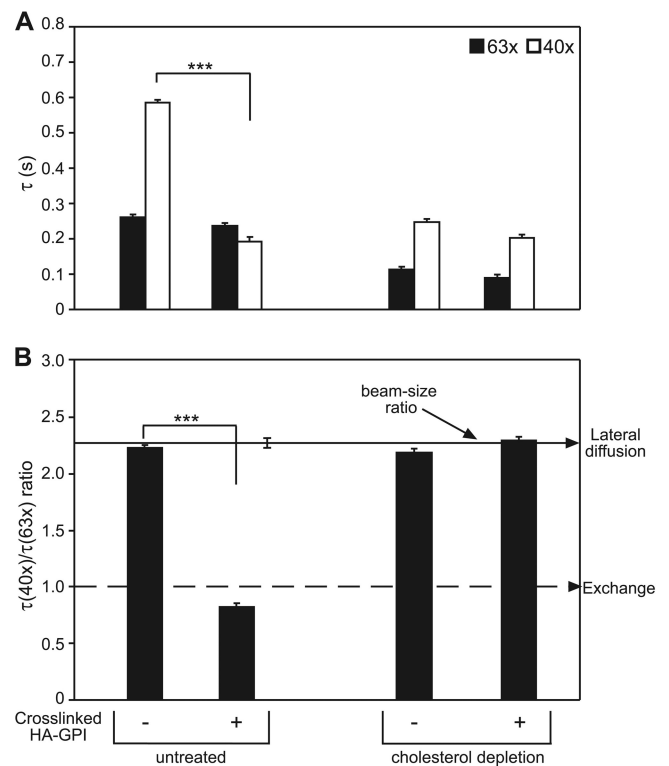 A
0.8
0.7
0.6
0.5
0.4
0.3
0.2
0.1
0
τ (s)
63x 40x
***
B
3.0
2.5
2.0
1.5
1.0
0.5
0
τ(40x)/τ(63x) ratio
***
beam-size
ratio
Lateral
diffusion
Exchange
Crosslinked
HA-GPI
- + - +
untreated cholesterol depletion